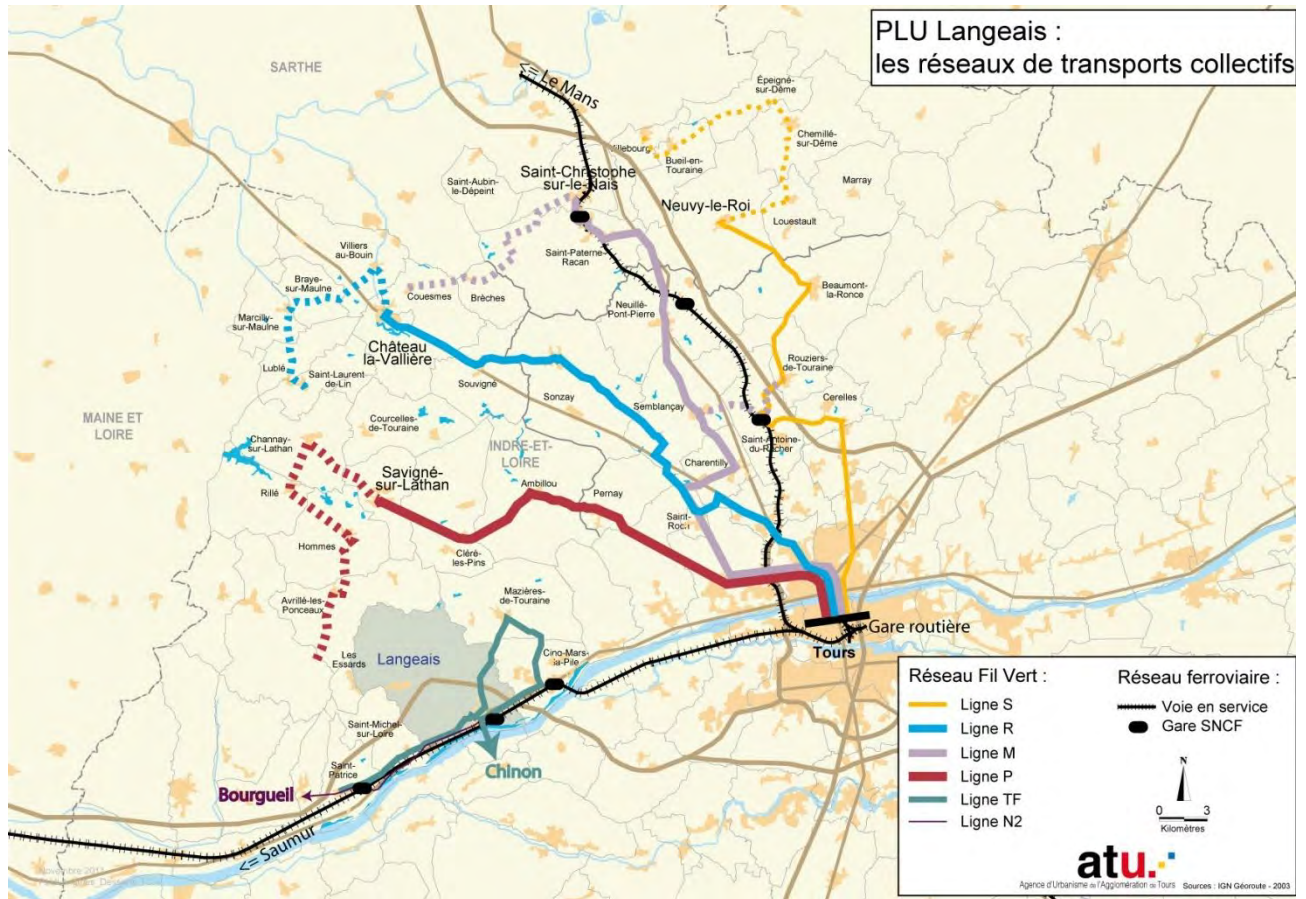 PLU Langeais :
les réseaux de transports collectifs
SARTHE
<= Le Mans
Épeigné-
sur-Dême
Chemillé-
sur-Dême
Villebourg
Bueil-en-
Touraine
Saint-Christophe
sur-le-Nais
Saint-Aubin-
le-Dépeint
Marray
Neuvy-le-Roi
Louestault
Villiers
au-Bouin
Saint-Paterne-
Racan
Braye-
sur-Maulne
Couesmes
Brèches
Beaumont-
la-Ronce
Neuillé-
Pont-Pierre
Marcilly-
sur-Maulne
Château
la-Vallière
Rouziers-
de-Touraine
Lublé
Saint-Laurent
de-Lin
Souvigné
Sonzay
Semblançay
Cerelles
MAINE ET
LOIRE
Courcelles-
de-Touraine
Channay-
sur-Lathan
INDRE-ET-
LOIRE
Saint-Antoine-
du-Rocher
Charentilly
Savigné-
sur-Lâthan
Rillé
Ambillou
Pernay
Saint-
Roch
Hommes
Cléré-
les-Pins
Avrillé-les-
Ponceaux
Mazières-
de-Touraine
Gare routière
Tours
Les
Essards
Langeais
Cinq-Mars-
la-Pile
Saint-Michel-
sur-Loire
Saint-
Patrice
Chinon
Bourgueil
<= Saumur
Réseau Fil Vert :
Ligne S
Ligne R
Ligne M
Ligne P
Ligne TF
Ligne N2
Réseau ferroviaire :
Voie en service
Gare SNCF
N
0 3
Kilomètres
atu.
Agence d'Urbanisme de l'Agglomération de Tours
Sources : IGN Géoroute - 2003